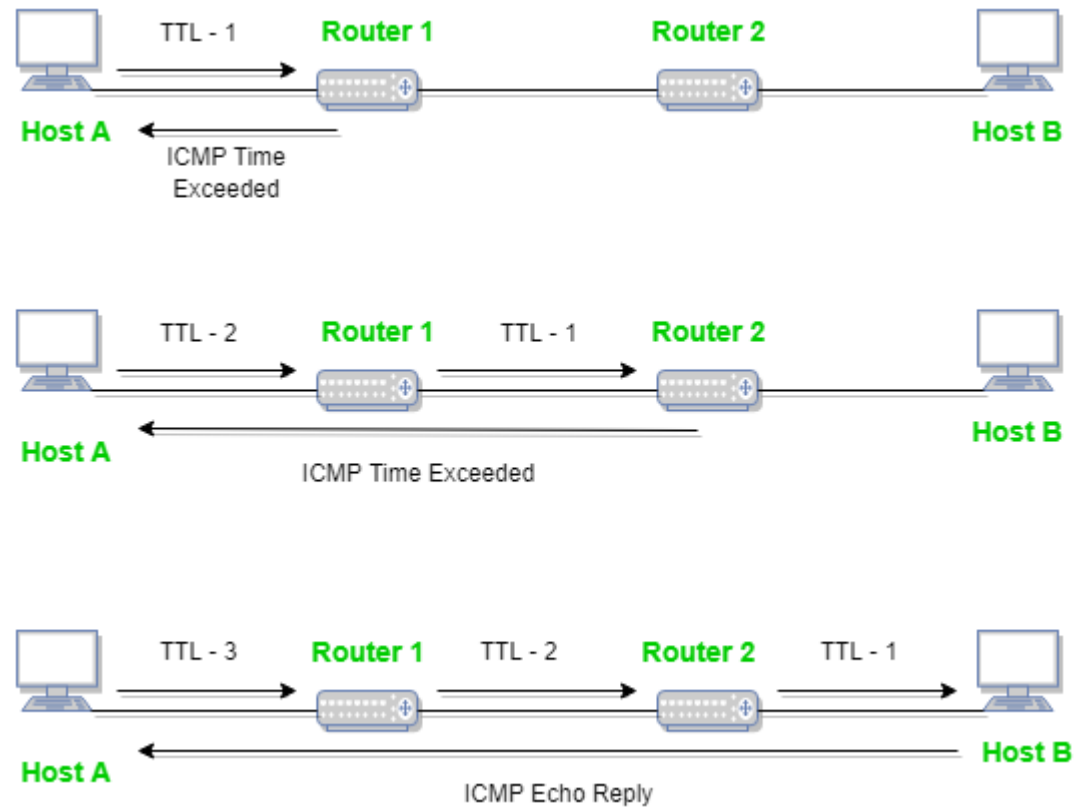 TTL - 1
Router 1
Router 2
Host A
Host B
ICMP Time
Exceeded
TTL - 2
Router 1
TTL - 1
Router 2
Host A
Host B
ICMP Time Exceeded
TTL - 3
Router 1
TTL - 2
Router 2
TTL - 1
Host A
Host B
ICMP Echo Reply